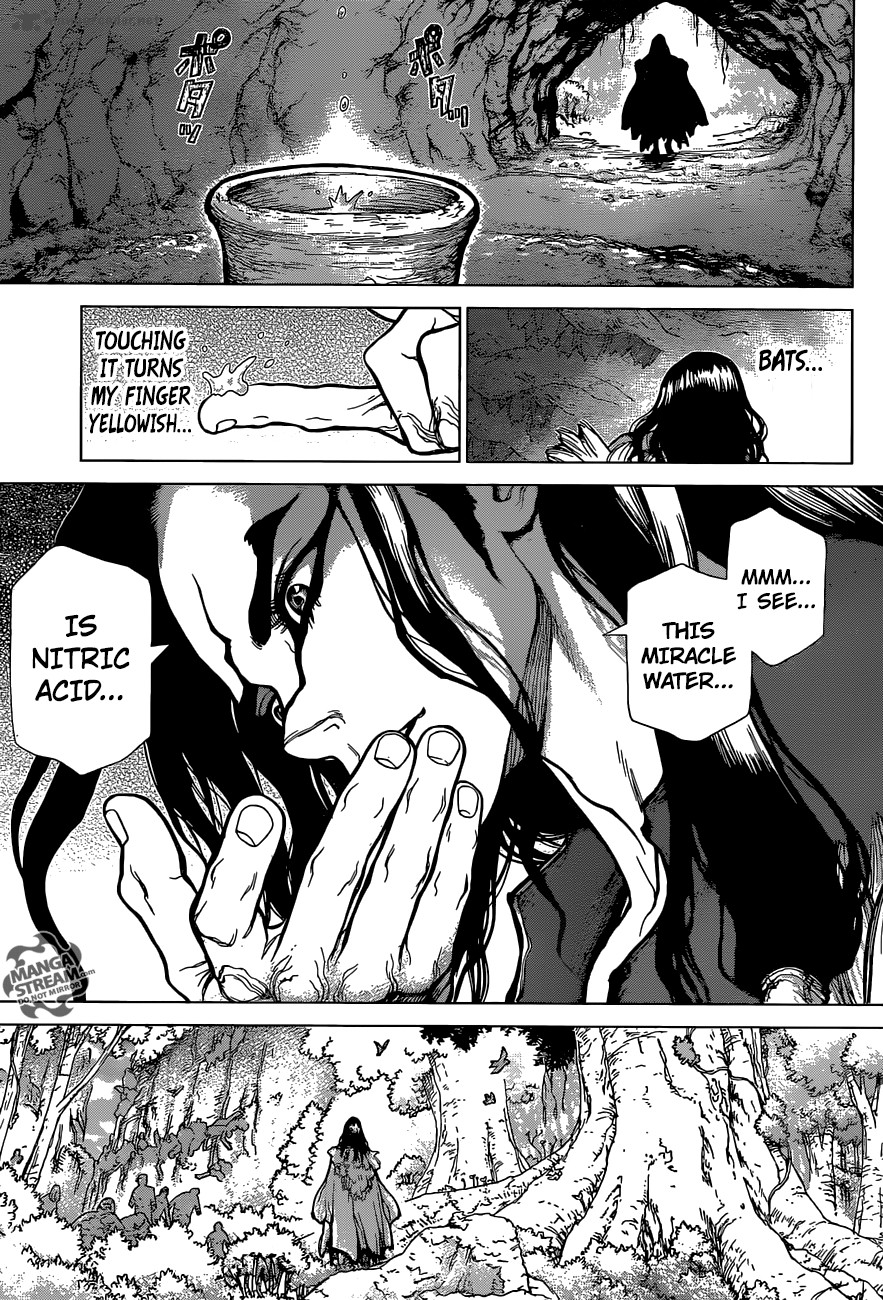 ポタ…
ポタ…
BATS...
TOUCHING
IT TURNS
MY FINGER
YELLOWISH...
MMM...
I SEE...
THIS
MIRACLE
WATER...
IS
NITRIC
ACID...
MANGA
STREAM.com
DO NOT MIRROR!